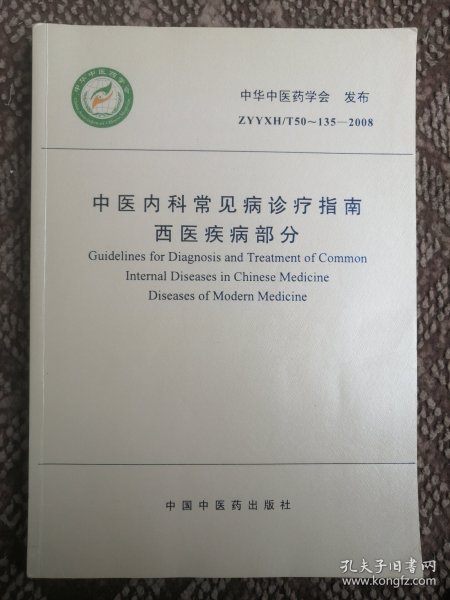 中华中医药学会
中华中医药学会 发布
ZYYXH/T50～135—2008
中医内科常见病诊疗指南
西医疾病部分
Guidelines for Diagnosis and Treatment of Common
Internal Diseases in Chinese Medicine
Diseases of Modern Medicine
中国中医药出版社
孔夫子旧书网
www.kongfz.com